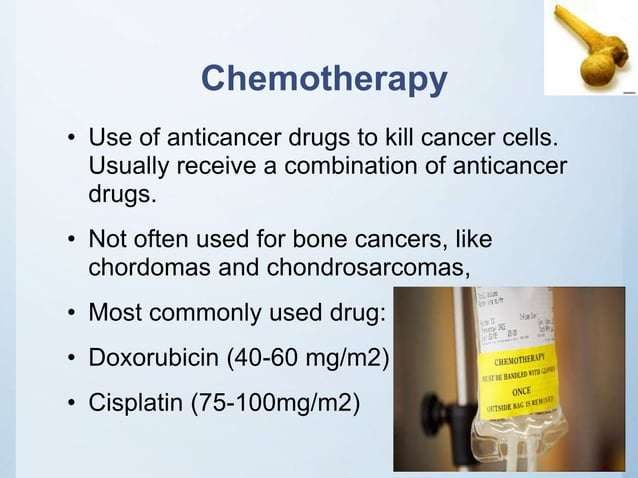 Chemotherapy
• Use of anticancer drugs to kill cancer cells.
Usually receive a combination of anticancer
drugs.
• Not often used for bone cancers, like
chordomas and chondrosarcomas,
• Most commonly used drug:
• Doxorubicin (40-60 mg/m2)
• Cisplatin (75-100mg/m2)
CHEMOTHERAPY
MUST BE HANDLED WITH GLOVES
ONCE
OUTSIDE BAG IS REMOVED